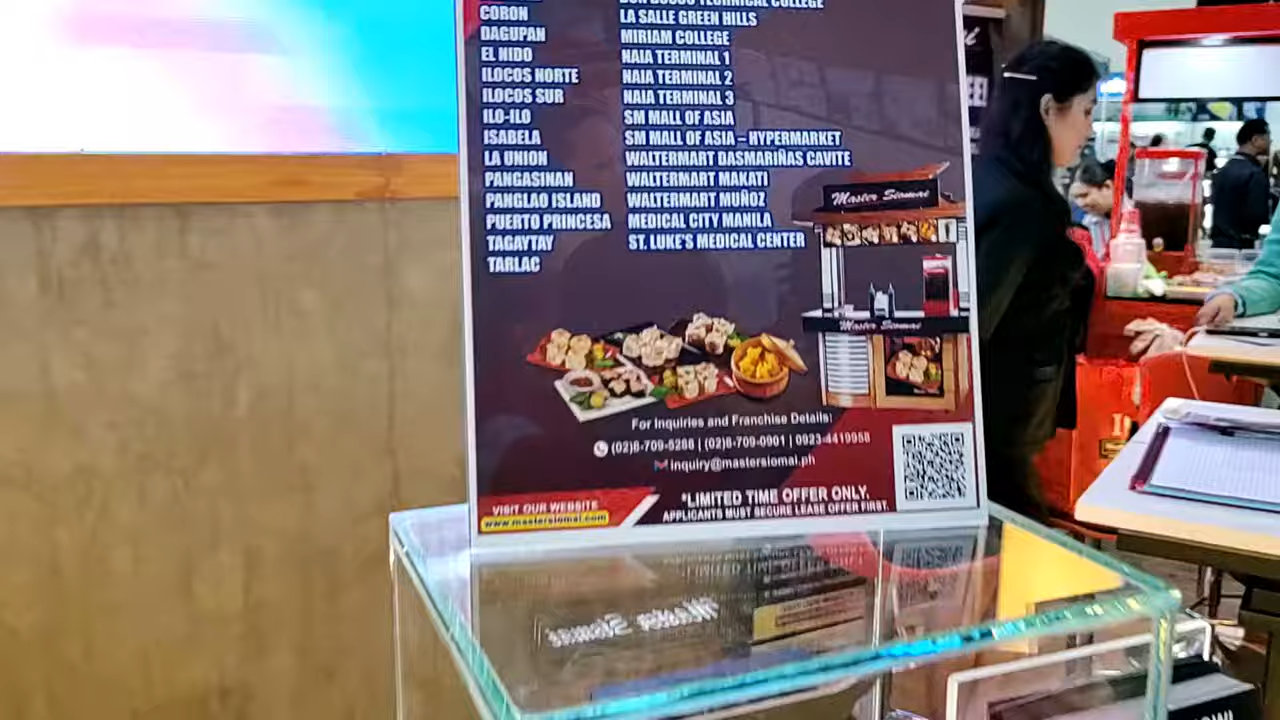 DON BOSCO TECHNICAL COLLEGE
CORON LA SALLE GREEN HILLS
DAGUPAN MIRIAM COLLEGE
EL NIDO NAIA TERMINAL 1
ILOCOS NORTE NAIA TERMINAL 2
ILOCOS SUR NAIA TERMINAL 3
ILO-ILO SM MALL OF ASIA
ISABELA SM MALL OF ASIA – HYPERMARKET
LA UNION WALTERMART DASMARIÑAS CAVITE
PANGASINAN WALTERMART MAKATI
PANGLAO ISLAND WALTERMART MUÑOZ
PUERTO PRINCESA MEDICAL CITY MANILA
TAGAYTAY ST. LUKE'S MEDICAL CENTER
TARLAC
Master Siomai
Master Siomai
For Inquiries and Franchise Details:
(02)8-709-5286 | (02)8-709-0901 | 0923-4419958
inquiry@mastersiomai.ph
VISIT OUR WEBSITE
www.mastersiomai.com
*LIMITED TIME OFFER ONLY.
APPLICANTS MUST SECURE LEASE OFFER FIRST.